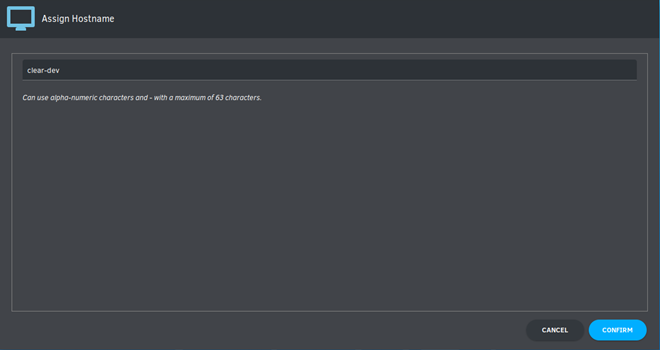 Assign Hostname
clear-dev
Can use alpha-numeric characters and - with a maximum of 63 characters.
CANCEL
CONFIRM